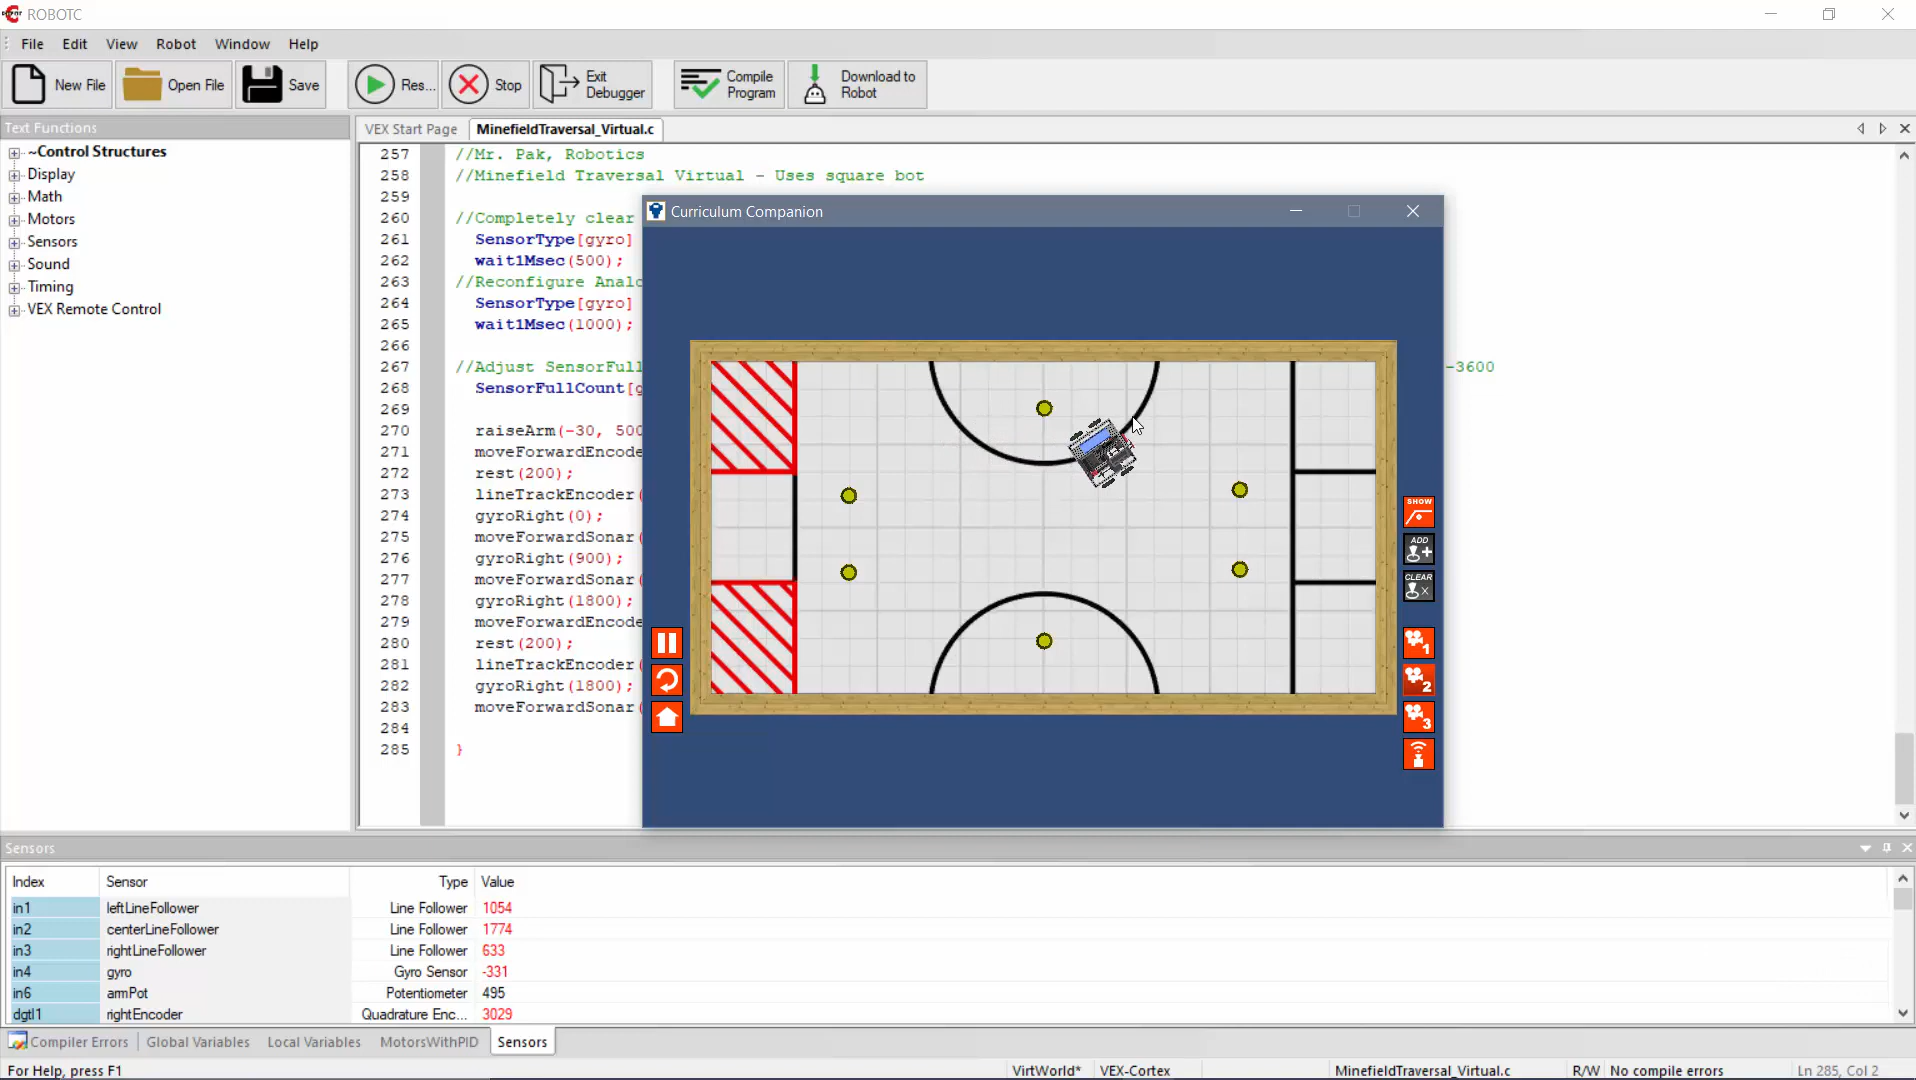 ROBOTC
File Edit View Robot Window Help
New File Open File Save Res... Stop Exit Debugger Compile Program Download to Robot
Text Functions
~Control Structures
Display
Math
Motors
Sensors
Sound
Timing
VEX Remote Control
VEX Start Page MinefieldTraversal_Virtual.c
257 //Mr. Pak, Robotics
258 //Minefield Traversal Virtual - Uses square bot
259
260 //Completely clear
261 SensorType[gyro]
262 wait1Msec(500);
263 //Reconfigure Analo
264 SensorType[gyro]
265 wait1Msec(1000);
266
267 //Adjust SensorFull -3600
268 SensorFullCount[g
269
270 raiseArm(-30, 500
271 moveForwardEncode
272 rest(200);
273 lineTrackEncoder(
274 gyroRight(0);
275 moveForwardSonar(
276 gyroRight(900);
277 moveForwardSonar(
278 gyroRight(1800);
279 moveForwardEncode
280 rest(200);
281 lineTrackEncoder(
282 gyroRight(1800);
283 moveForwardSonar(
284
285 }
Curriculum Companion
SHOW
ADD
CLEAR
1
2
3
Sensors
Index Sensor Type Value
in1 leftLineFollower Line Follower 1054
in2 centerLineFollower Line Follower 1774
in3 rightLineFollower Line Follower 633
in4 gyro Gyro Sensor -331
in6 armPot Potentiometer 495
dgtl1 rightEncoder Quadrature Enc... 3029
Compiler Errors Global Variables Local Variables MotorsWithPID Sensors
For Help, press F1 VirtWorld* VEX-Cortex MinefieldTraversal_Virtual.c R/W No compile errors Ln 285, Col 2